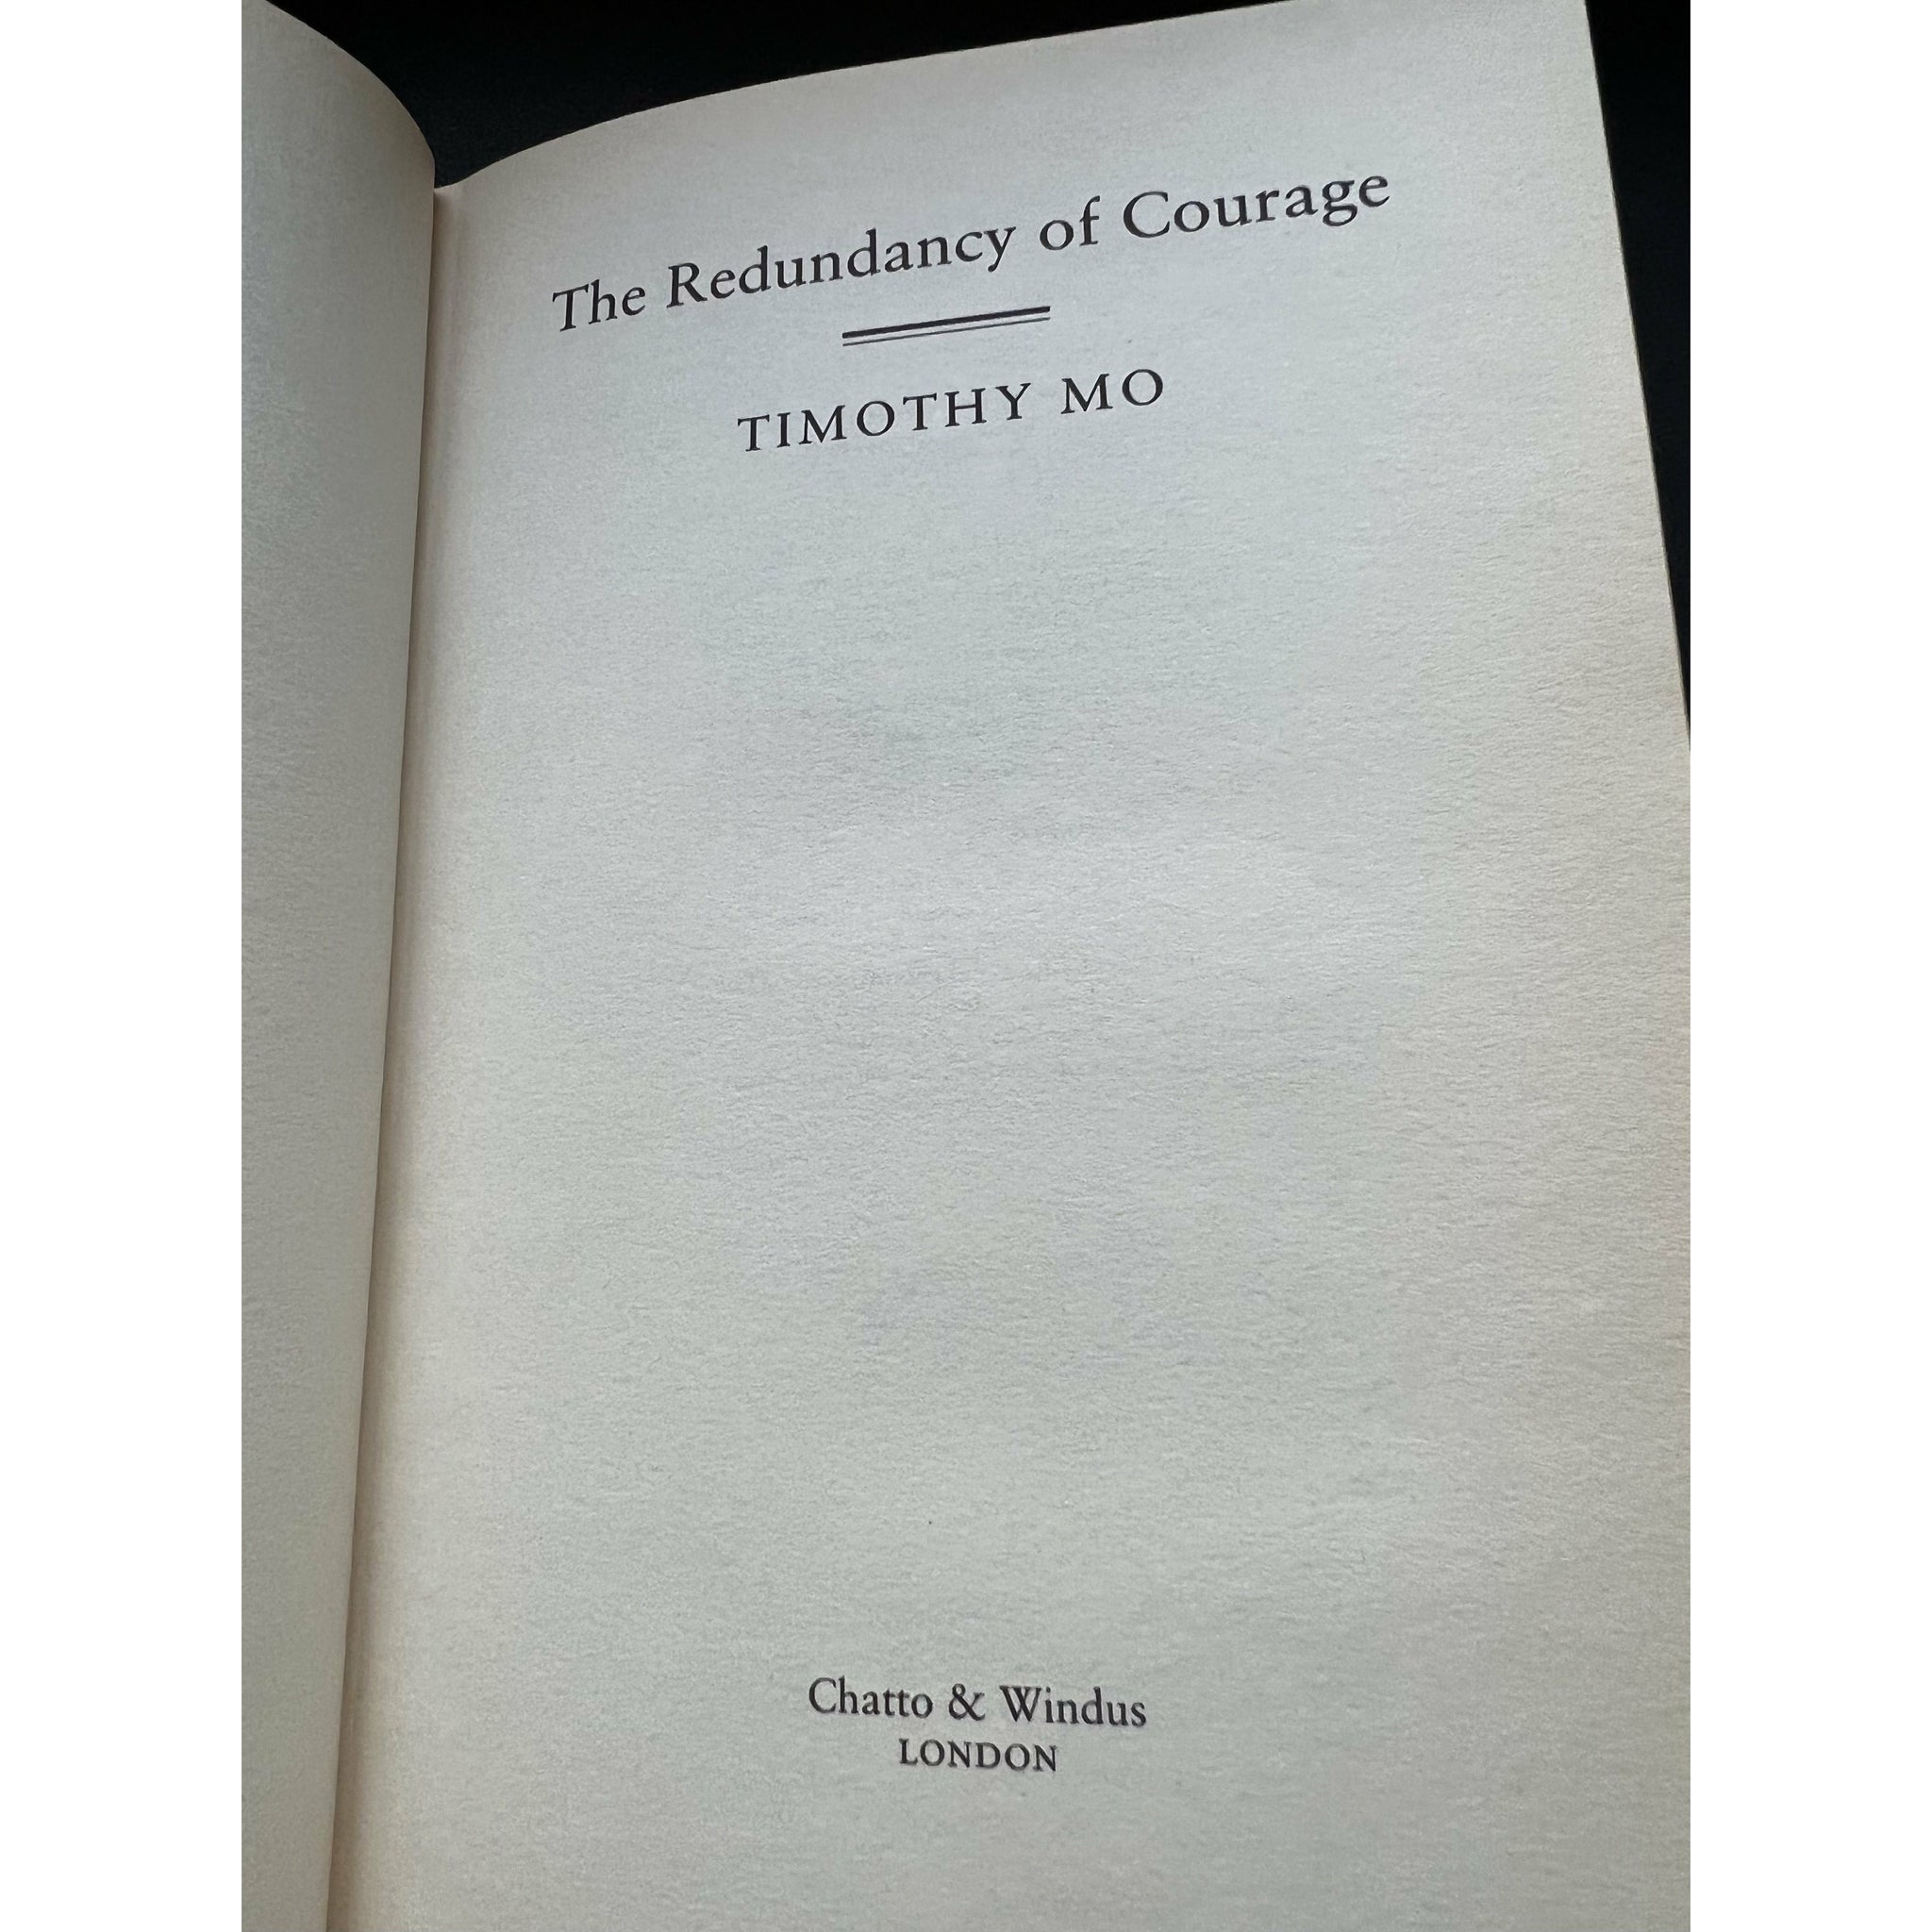 The Redundancy of Courage
TIMOTHY MO
Chatto & Windus
LONDON